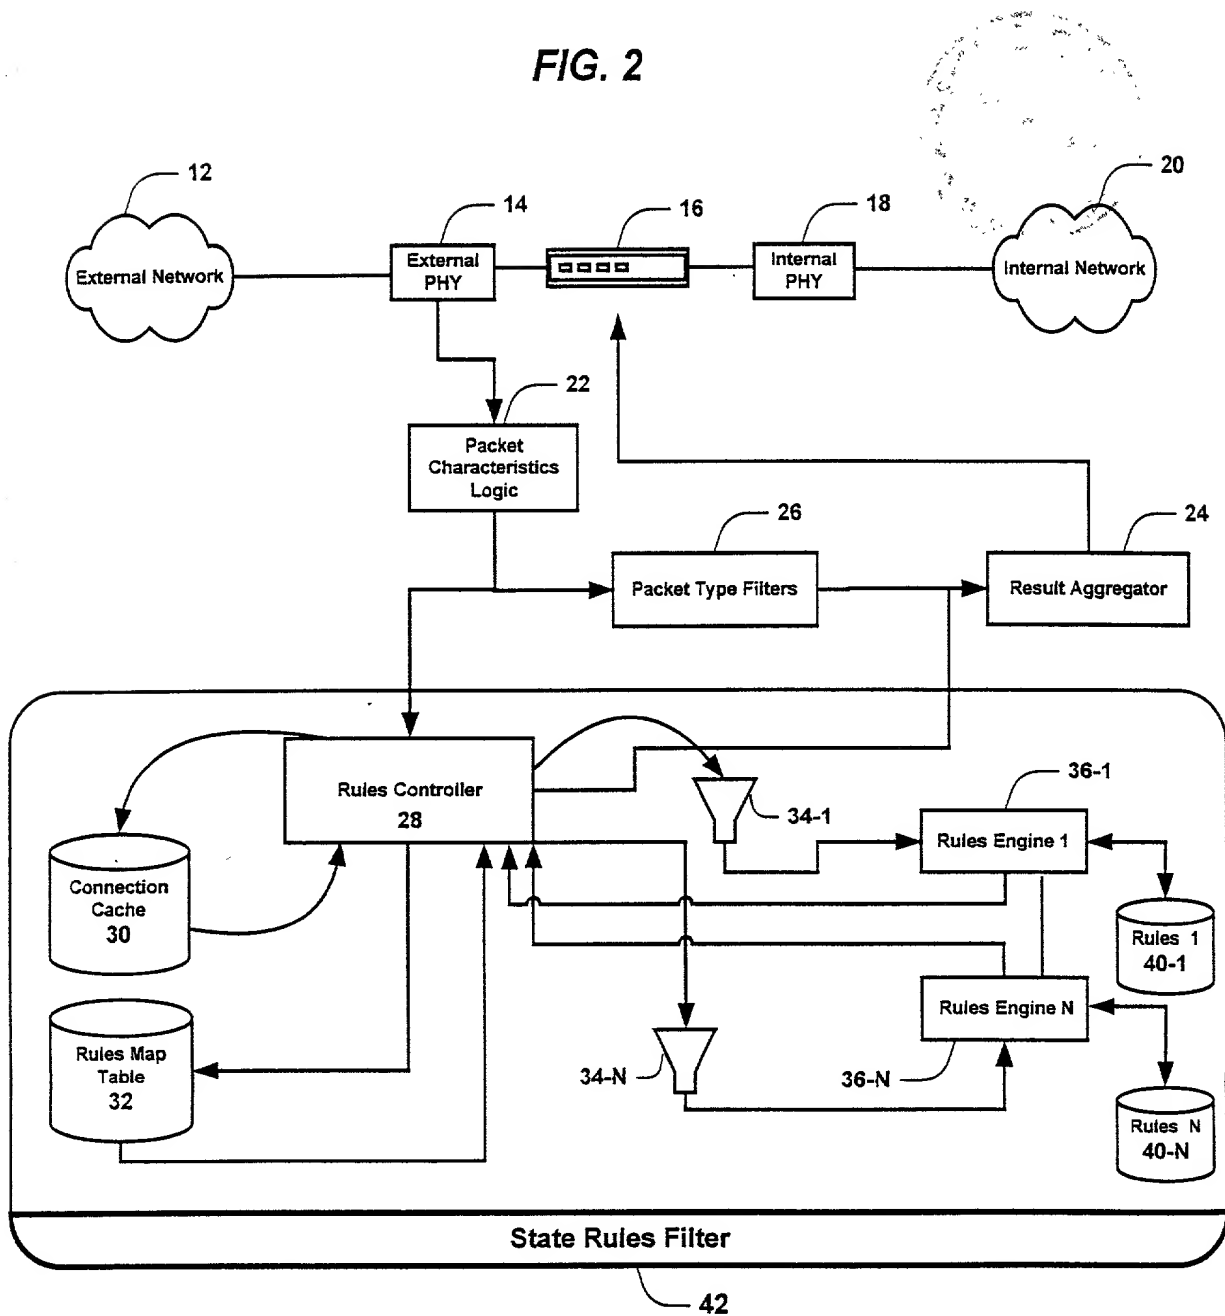 FIG. 2
12
14
16
18
20
External Network
External
PHY
Internal
PHY
Internal Network
22
Packet
Characteristics
Logic
26
24
Packet Type Filters
Result Aggregator
Rules Controller
28
34-1
36-1
Rules Engine 1
Connection
Cache
30
Rules 1
40-1
Rules Map
Table
32
34-N
Rules Engine N
36-N
Rules N
40-N
State Rules Filter
42